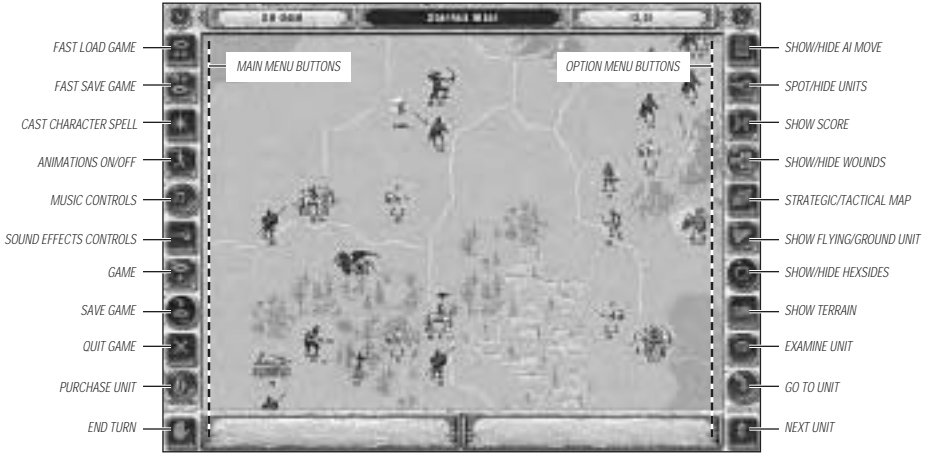 FAST LOAD GAME
FAST SAVE GAME
CAST CHARACTER SPELL
ANIMATIONS ON/OFF
MUSIC CONTROLS
SOUND EFFECTS CONTROLS
GAME
SAVE GAME
QUIT GAME
PURCHASE UNIT
END TURN
MAIN MENU BUTTONS
OPTION MENU BUTTONS
SHOW/HIDE AI MOVE
SPOT/HIDE UNITS
SHOW SCORE
SHOW/HIDE WOUNDS
STRATEGIC/TACTICAL MAP
SHOW FLYING/GROUND UNIT
SHOW/HIDE HEXSIDES
SHOW TERRAIN
EXAMINE UNIT
GO TO UNIT
NEXT UNIT